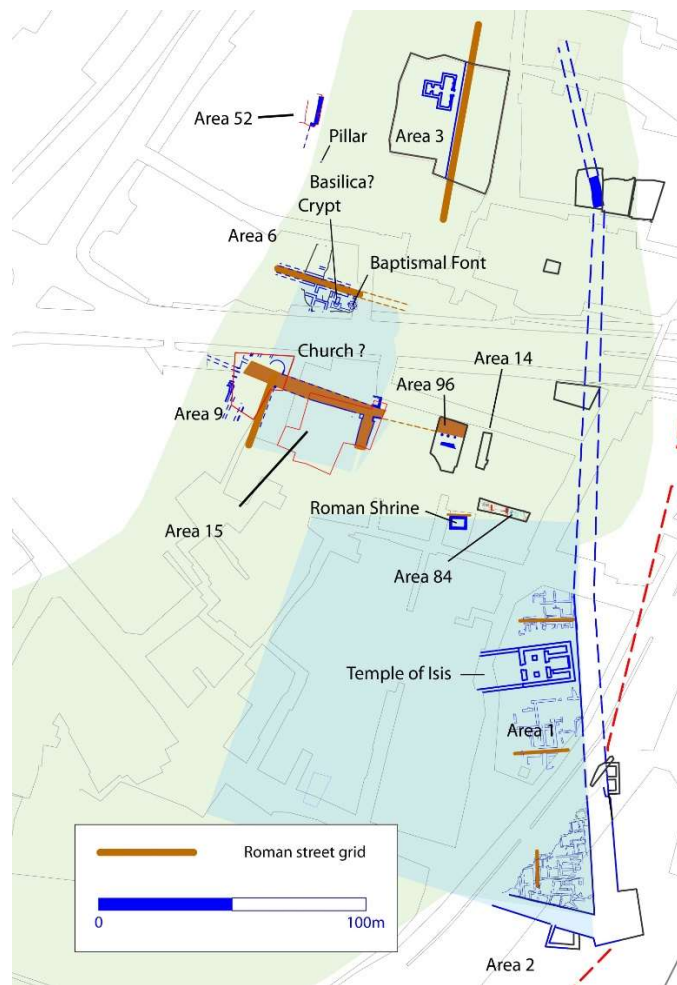 Area 52
Area 3
Pillar
Basilica?
Crypt
Area 6
Baptismal Font
Church ?
Area 14
Area 96
Area 9
Roman Shrine
Area 15
Area 84
Temple of Isis
Area 1
Roman street grid
0
100m
Area 2